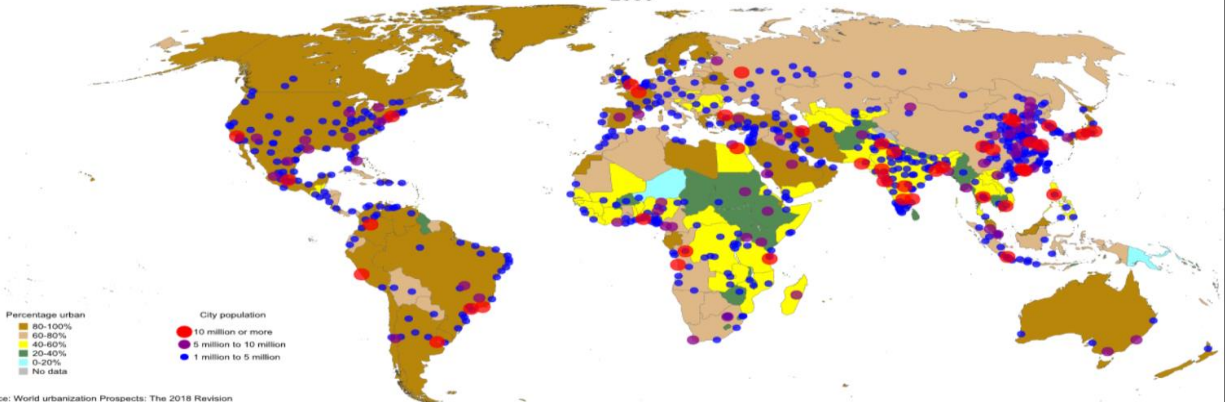 Percentage urban
80-100%
60-80%
40-60%
20-40%
0-20%
No data
City population
10 million or more
5 million to 10 million
1 million to 5 million
ce: World urbanization Prospects: The 2018 Revision